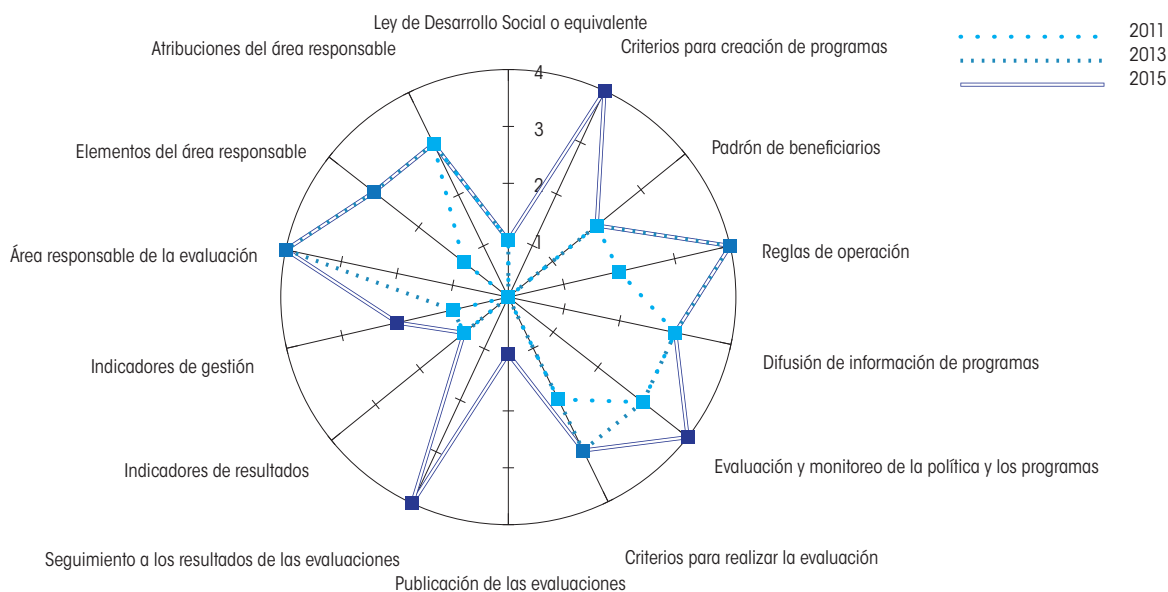 Ley de Desarrollo Social o equivalente
Criterios para creación de programas
Padrón de beneficiarios
Reglas de operación
Difusión de información de programas
Evaluación y monitoreo de la política y los programas
Criterios para realizar la evaluación
Publicación de las evaluaciones
Seguimiento a los resultados de las evaluaciones
Indicadores de resultados
Indicadores de gestión
Área responsable de la evaluación
Elementos del área responsable
Atribuciones del área responsable
4
3
2
1
2011
2013
2015